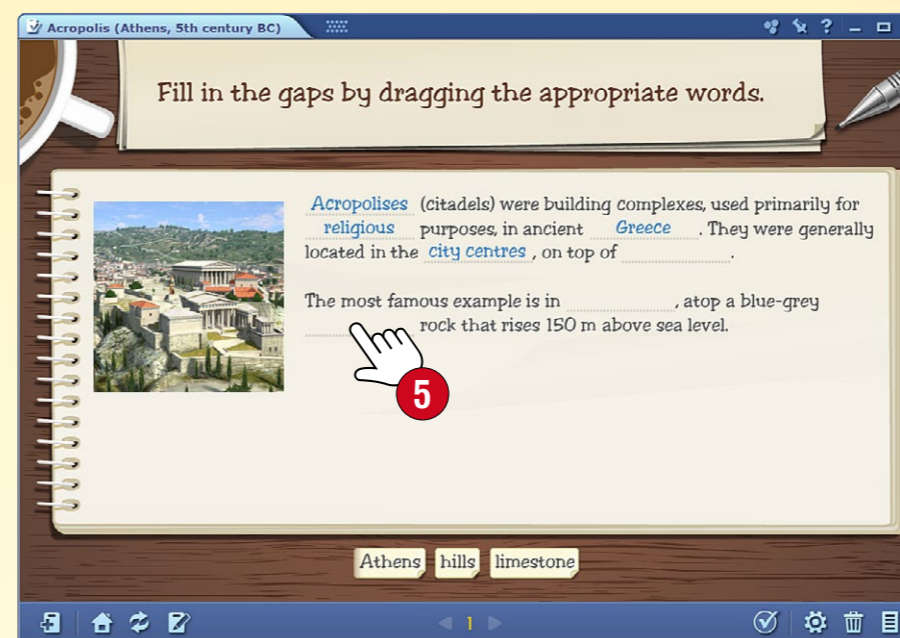 Acropolis (Athens, 5th century BC)
?
Fill in the gaps by dragging the appropriate words.
Acropolises (citadels) were building complexes, used primarily for
religious purposes, in ancient Greece. They were generally
located in the city centres, on top of .
The most famous example is in , atop a blue-grey
rock that rises 150 m above sea level.
5
Athens hills limestone
1